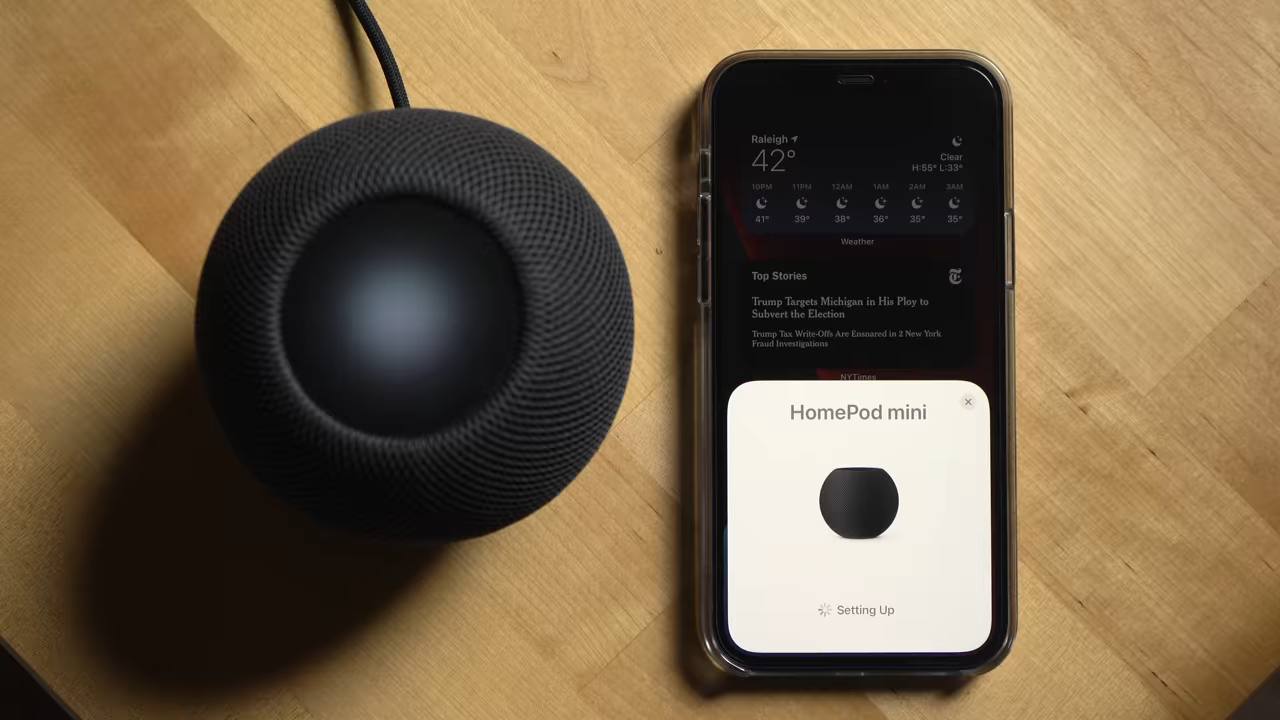 Raleigh
42°
Clear
H:55° L:33°
10PM 11PM 12AM 1AM 2AM 3AM
41° 39° 38° 36° 35° 35°
Weather
Top Stories
Trump Targets Michigan in His Ploy to
Subvert the Election
Trump Tax Write-Offs Are Ensnared in 2 New York
Fraud Investigations
NYTimes
HomePod mini
Setting Up